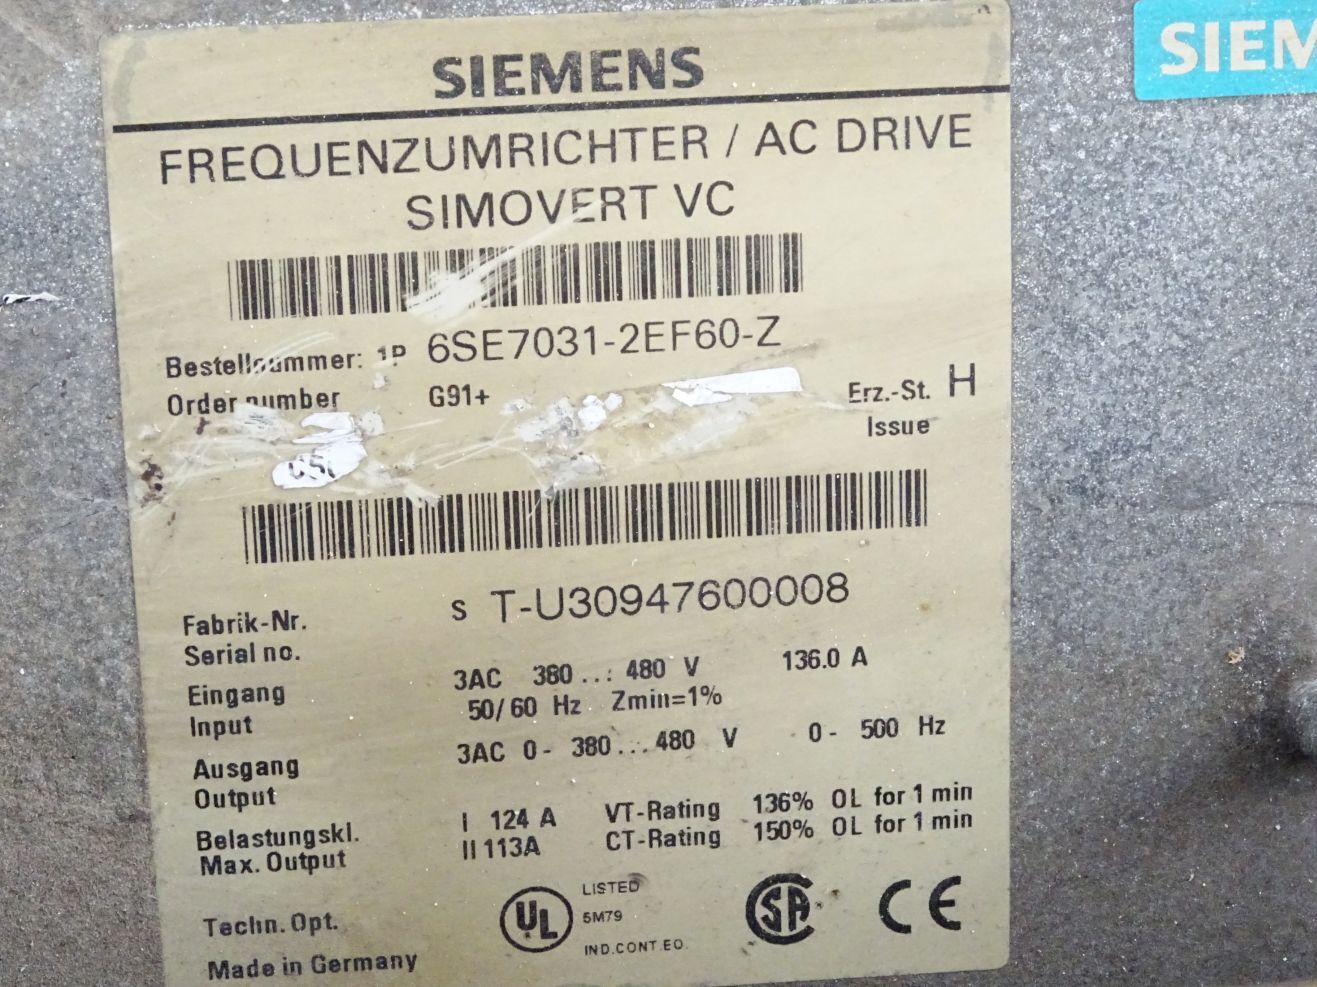 SIEMENS
SIEM
FREQUENZUMRICHTER / AC DRIVE
SIMOVERT VC
Bestellnummer: 1P 6SE7031-2EF60-Z
Order number G91+
Erz.-St. H
Issue
Fabrik-Nr. S T-U30947600008
Serial no.
Eingang 3AC 380...480 V 136.0 A
Input 50/60 Hz Zmin=1%
Ausgang 3AC 0- 380...480 V 0- 500 Hz
Output
Belastungskl. I 124 A VT-Rating 136% OL for 1 min
Max. Output II 113A CT-Rating 150% OL for 1 min
Techn. Opt.
Made in Germany
UL
LISTED
5M79
IND.CONT.EQ.
SA
CE